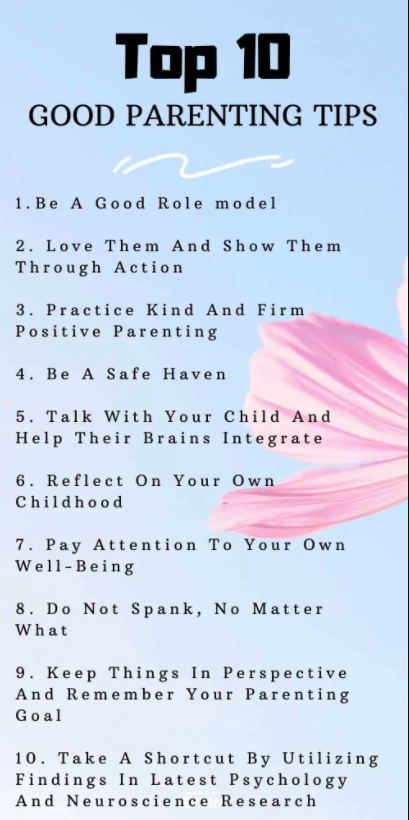 Top 10
GOOD PARENTING TIPS
1.Be A Good Role model
2. Love Them And Show Them
Through Action
3. Practice Kind And Firm
Positive Parenting
4. Be A Safe Haven
5. Talk With Your Child And
Help Their Brains Integrate
6. Reflect On Your Own
Childhood
7. Pay Attention To Your Own
Well-Being
8. Do Not Spank, No Matter
What
9. Keep Things In Perspective
And Remember Your Parenting
Goal
10. Take A Shortcut By Utilizing
Findings In Latest Psychology
And Neuroscience Research